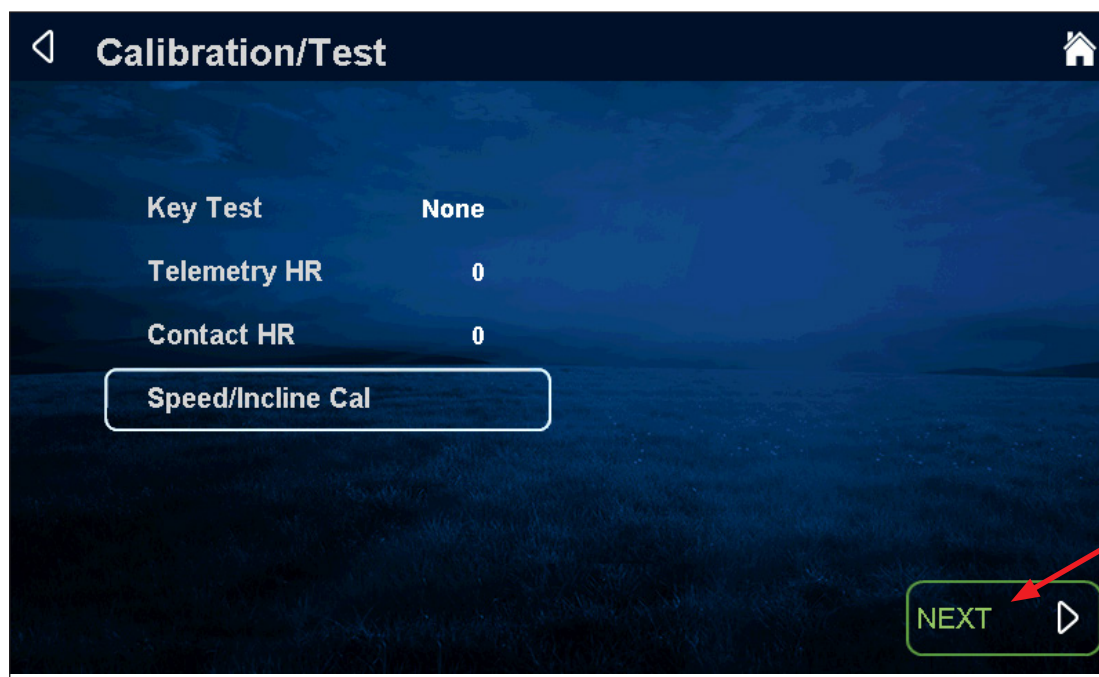 Calibration/Test
Key Test None
Telemetry HR 0
Contact HR 0
Speed/Incline Cal
NEXT